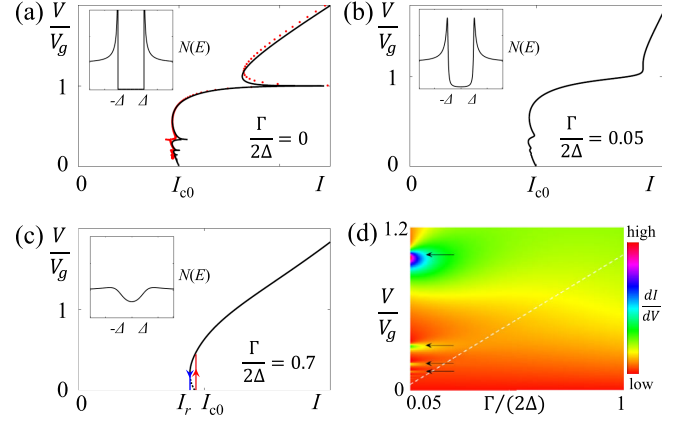 (a)
V/V_g
1
0
0
I_c0
I
N(E)
-Δ Δ
Γ/2Δ = 0
(b)
V/V_g
1
0
0
I_c0
I
N(E)
-Δ Δ
Γ/2Δ = 0.05
(c)
V/V_g
1
0
0
I_r I_c0
I
N(E)
-Δ Δ
Γ/2Δ = 0.7
(d)
1.2
V/V_g
0
0.05
Γ/(2Δ)
1
high
dI/dV
low